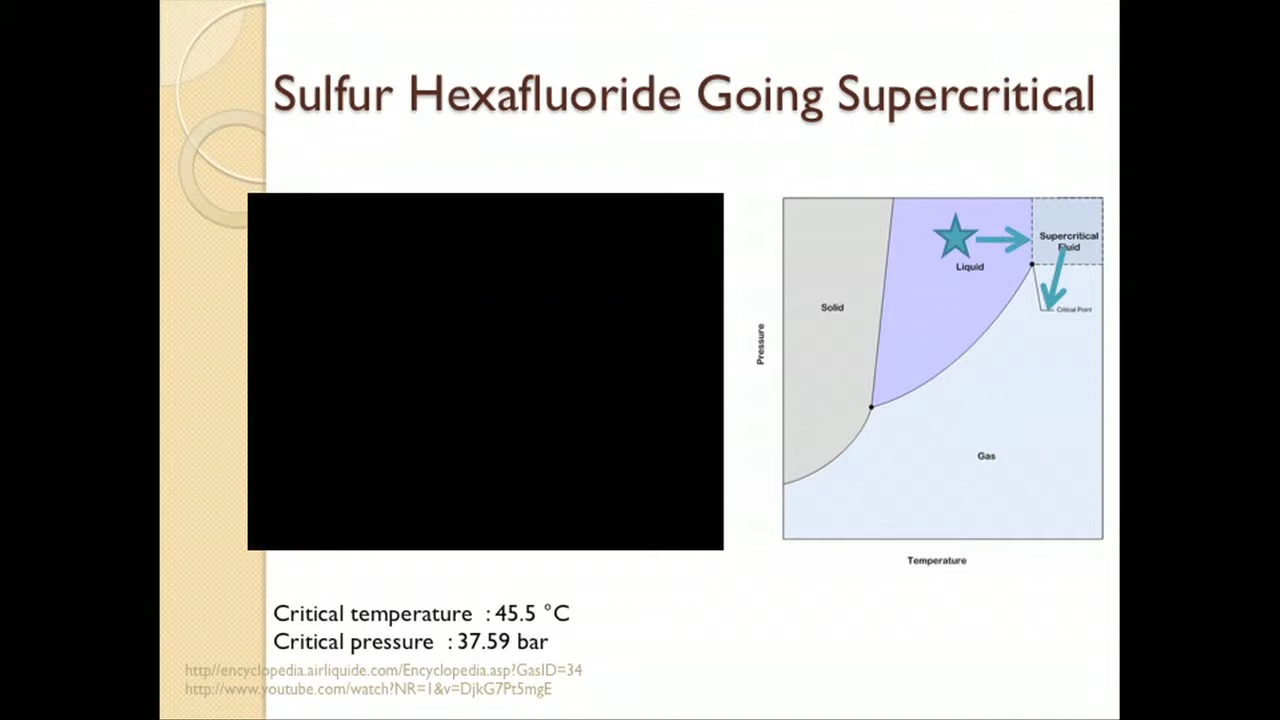 Sulfur Hexafluoride Going Supercritical
Supercritical
Fluid
Liquid
Solid
Critical Point
Pressure
Gas
Temperature
Critical temperature : 45.5 °C
Critical pressure : 37.59 bar
http//encyclopedia.airliquide.com/Encyclopedia.asp?GasID=34
http://www.youtube.com/watch?NR=1&v=DjkG7Pt5mgE